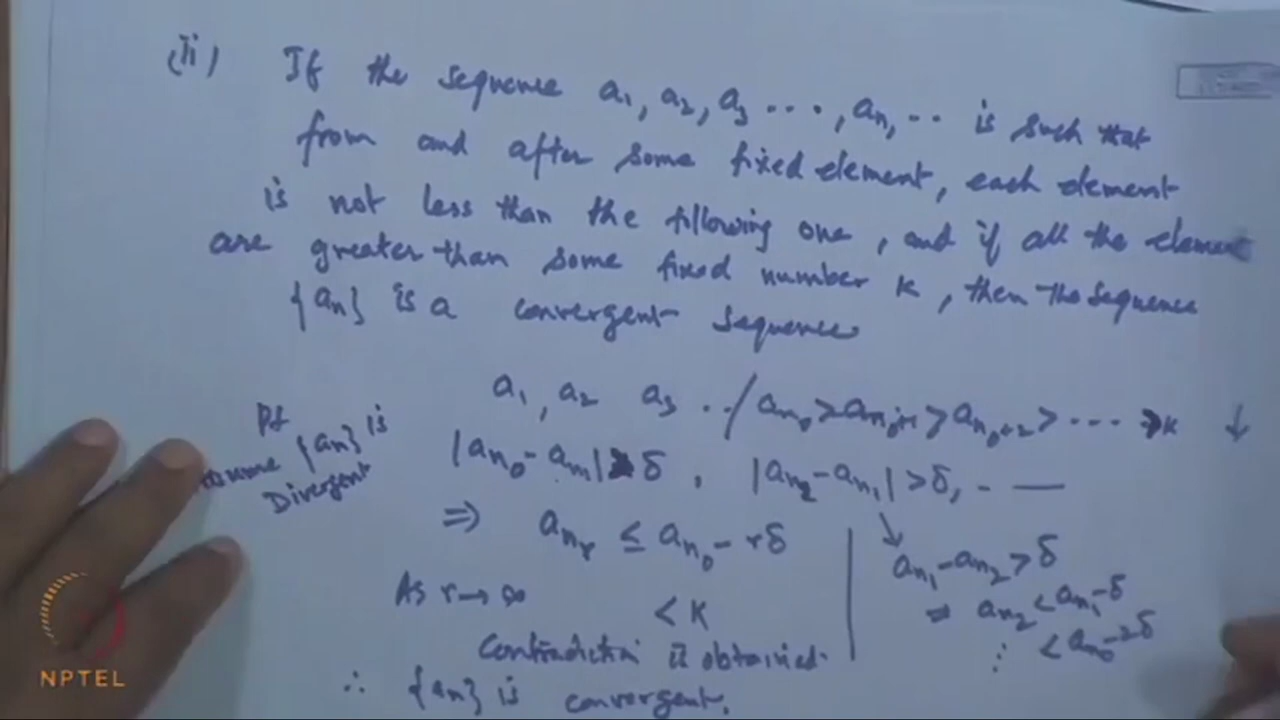 (ii) If the sequence a₁, a₂, a₃ ..., aₙ, .. is such that
from and after some fixed element, each element
is not less than the following one, and if all the element
are greater than some fixed number K, then the sequence
{aₙ} is a convergent sequence
a₁, a₂ a₃ ../ aₙ₀ > aₙ₀₊₁ > aₙ₀₊₂ > ... > K ↓
Pf
Assume {aₙ} is
Divergent
|aₙ₀ - aₙ₁| > δ, |aₙ₂ - aₙ₁| > δ, - —
⇒ aₙᵣ ≤ aₙ₀ - rδ
aₙ₁ - aₙ₂ > δ
⇒ aₙ₂ < aₙ₁ - δ
⋮ < aₙ₀ - 2δ
As r → ∞ < K
Contradiction is obtained.
∴ {aₙ} is convergent.
NPTEL